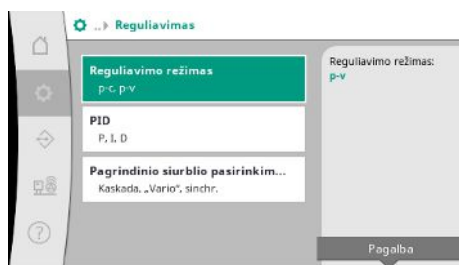 ..▸ Reguliavimas
Reguliavimo režimas
p-c, p-v
PID
P, I, D
Pagrindinio siurblio pasirinkim...
Kaskada, „Vario“, sinchr.
Reguliavimo režimas:
p-v
Pagalba